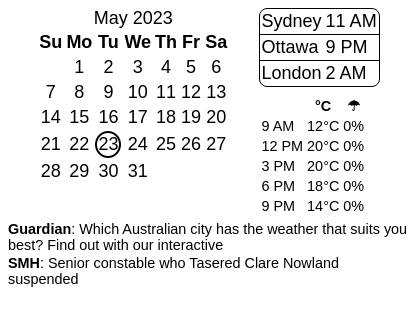 May 2023
Su Mo Tu We Th Fr Sa
1 2 3 4 5 6
7 8 9 10 11 12 13
14 15 16 17 18 19 20
21 22 23 24 25 26 27
28 29 30 31
Sydney 11 AM
Ottawa 9 PM
London 2 AM
°C ☂
9 AM 12°C 0%
12 PM 20°C 0%
3 PM 20°C 0%
6 PM 18°C 0%
9 PM 14°C 0%
Guardian: Which Australian city has the weather that suits you
best? Find out with our interactive
SMH: Senior constable who Tasered Clare Nowland
suspended